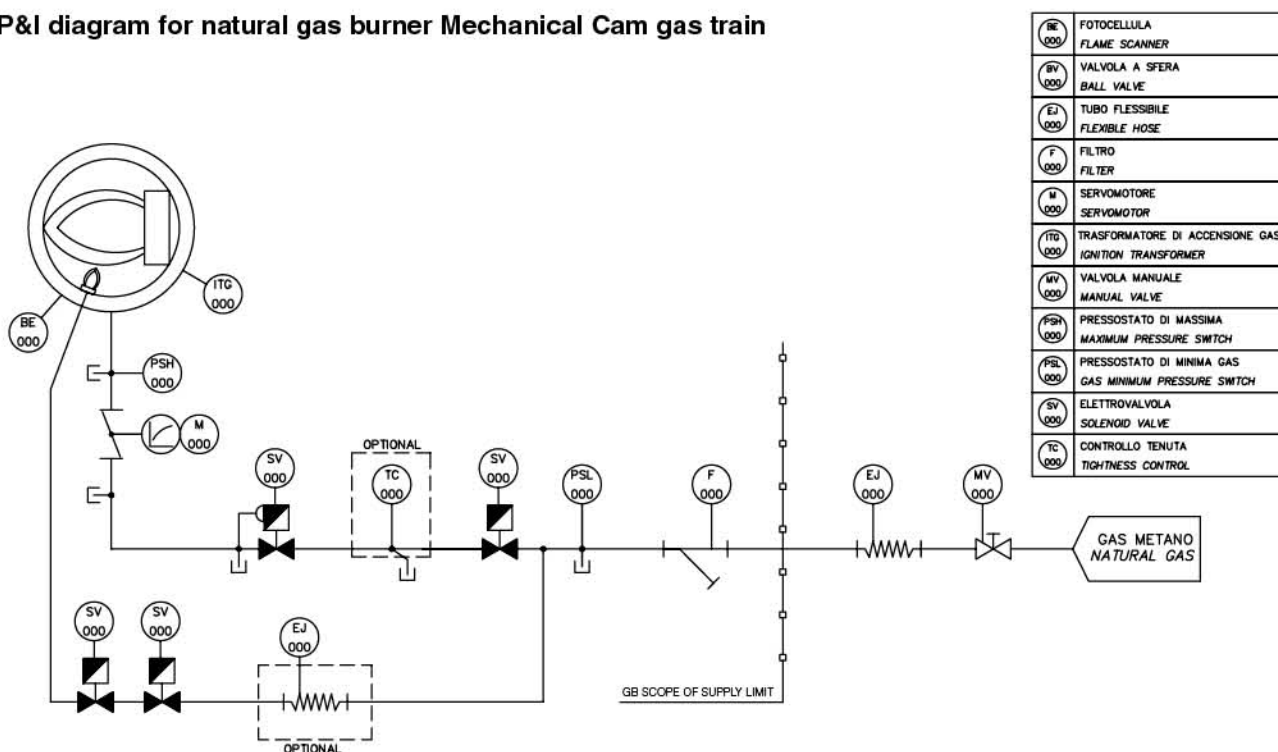 P&I diagram for natural gas burner Mechanical Cam gas train
BE
000
FOTOCELLULA
FLAME SCANNER
BV
000
VALVOLA A SFERA
BALL VALVE
EJ
000
TUBO FLESSIBILE
FLEXIBLE HOSE
F
000
FILTRO
FILTER
M
000
SERVOMOTORE
SERVOMOTOR
ITG
000
TRASFORMATORE DI ACCENSIONE GAS
IGNITION TRANSFORMER
MV
000
VALVOLA MANUALE
MANUAL VALVE
PSH
000
PRESSOSTATO DI MASSIMA
MAXIMUM PRESSURE SWITCH
PSL
000
PRESSOSTATO DI MINIMA GAS
GAS MINIMUM PRESSURE SWITCH
SV
000
ELETTROVALVOLA
SOLENOID VALVE
TC
000
CONTROLLO TENUTA
TIGHTNESS CONTROL
ITG
000
BE
000
PSH
000
M
000
SV
000
OPTIONAL
TC
000
SV
000
PSL
000
F
000
EJ
000
MV
000
GAS METANO
NATURAL GAS
SV
000
SV
000
EJ
000
OPTIONAL
GB SCOPE OF SUPPLY LIMIT